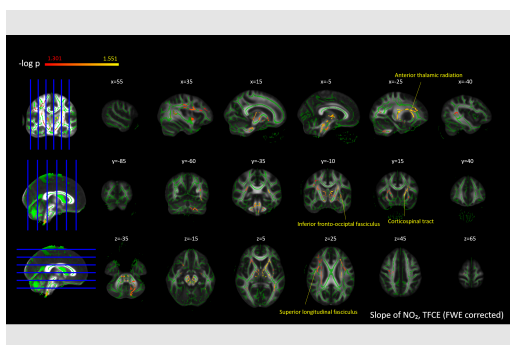 -log p
1.301
1.551
Anterior thalamic radiation
x=55
x=35
x=15
x=-5
x=-25
x=-40
y=-85
y=-60
y=-35
y=-10
y=15
y=40
Inferior fronto-occiptal fasciculus
Corticospinal tract
z=-35
z=-15
z=5
z=25
z=45
z=65
Superior longitudinal fasciculus
Slope of NO₂, TFCE (FWE corrected)